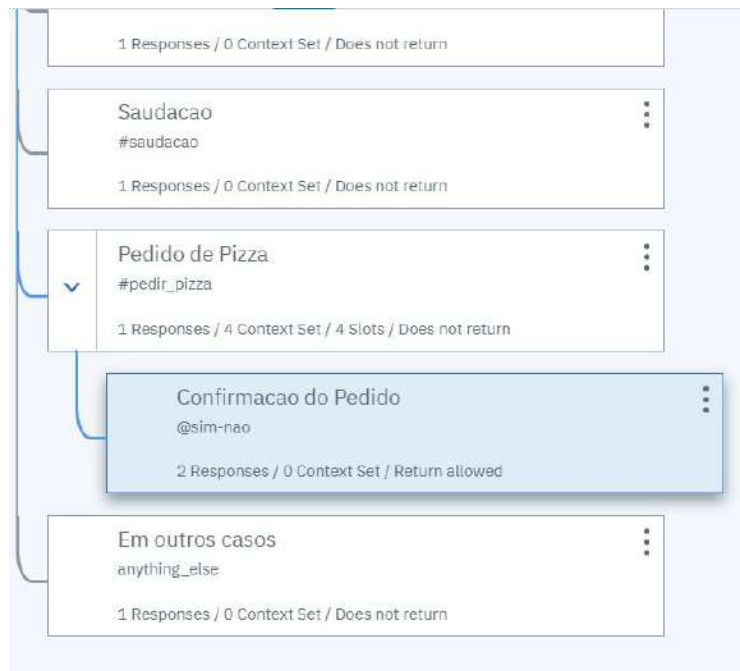 1 Responses / 0 Context Set / Does not return
Saudacao
#saudacao
1 Responses / 0 Context Set / Does not return
Pedido de Pizza
#pedir_pizza
1 Responses / 4 Context Set / 4 Slots / Does not return
Confirmacao do Pedido
@sim-nao
2 Responses / 0 Context Set / Return allowed
Em outros casos
anything_else
1 Responses / 0 Context Set / Does not return